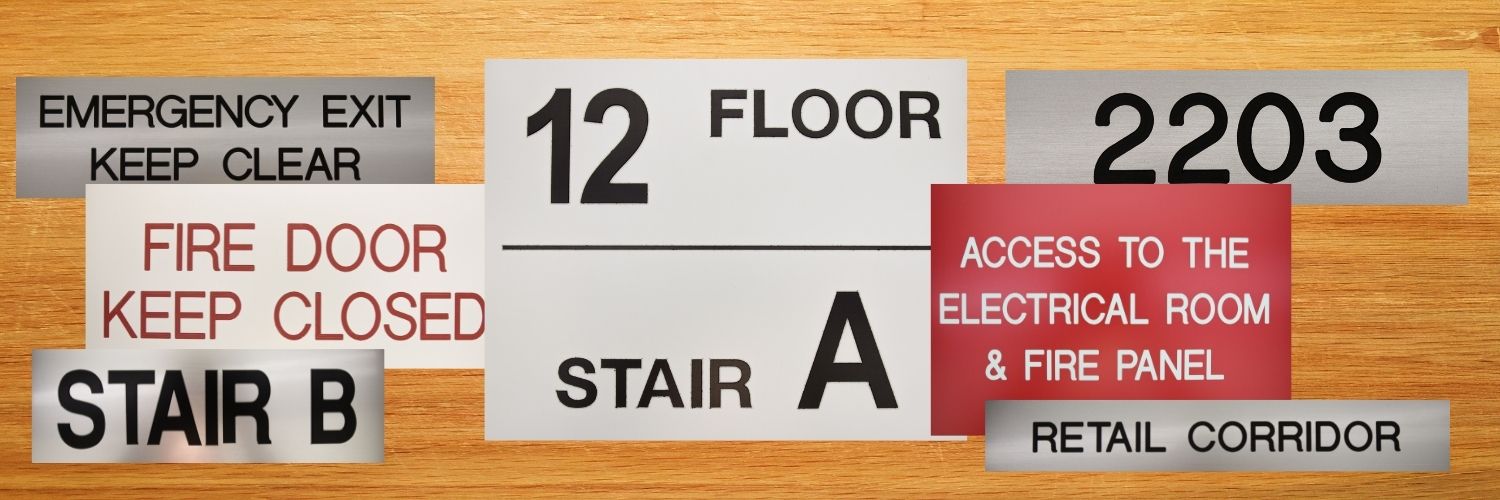 EMERGENCY EXIT
KEEP CLEAR
FIRE DOOR
KEEP CLOSED
STAIR B
12 FLOOR
STAIR A
2203
ACCESS TO THE
ELECTRICAL ROOM
& FIRE PANEL
RETAIL CORRIDOR